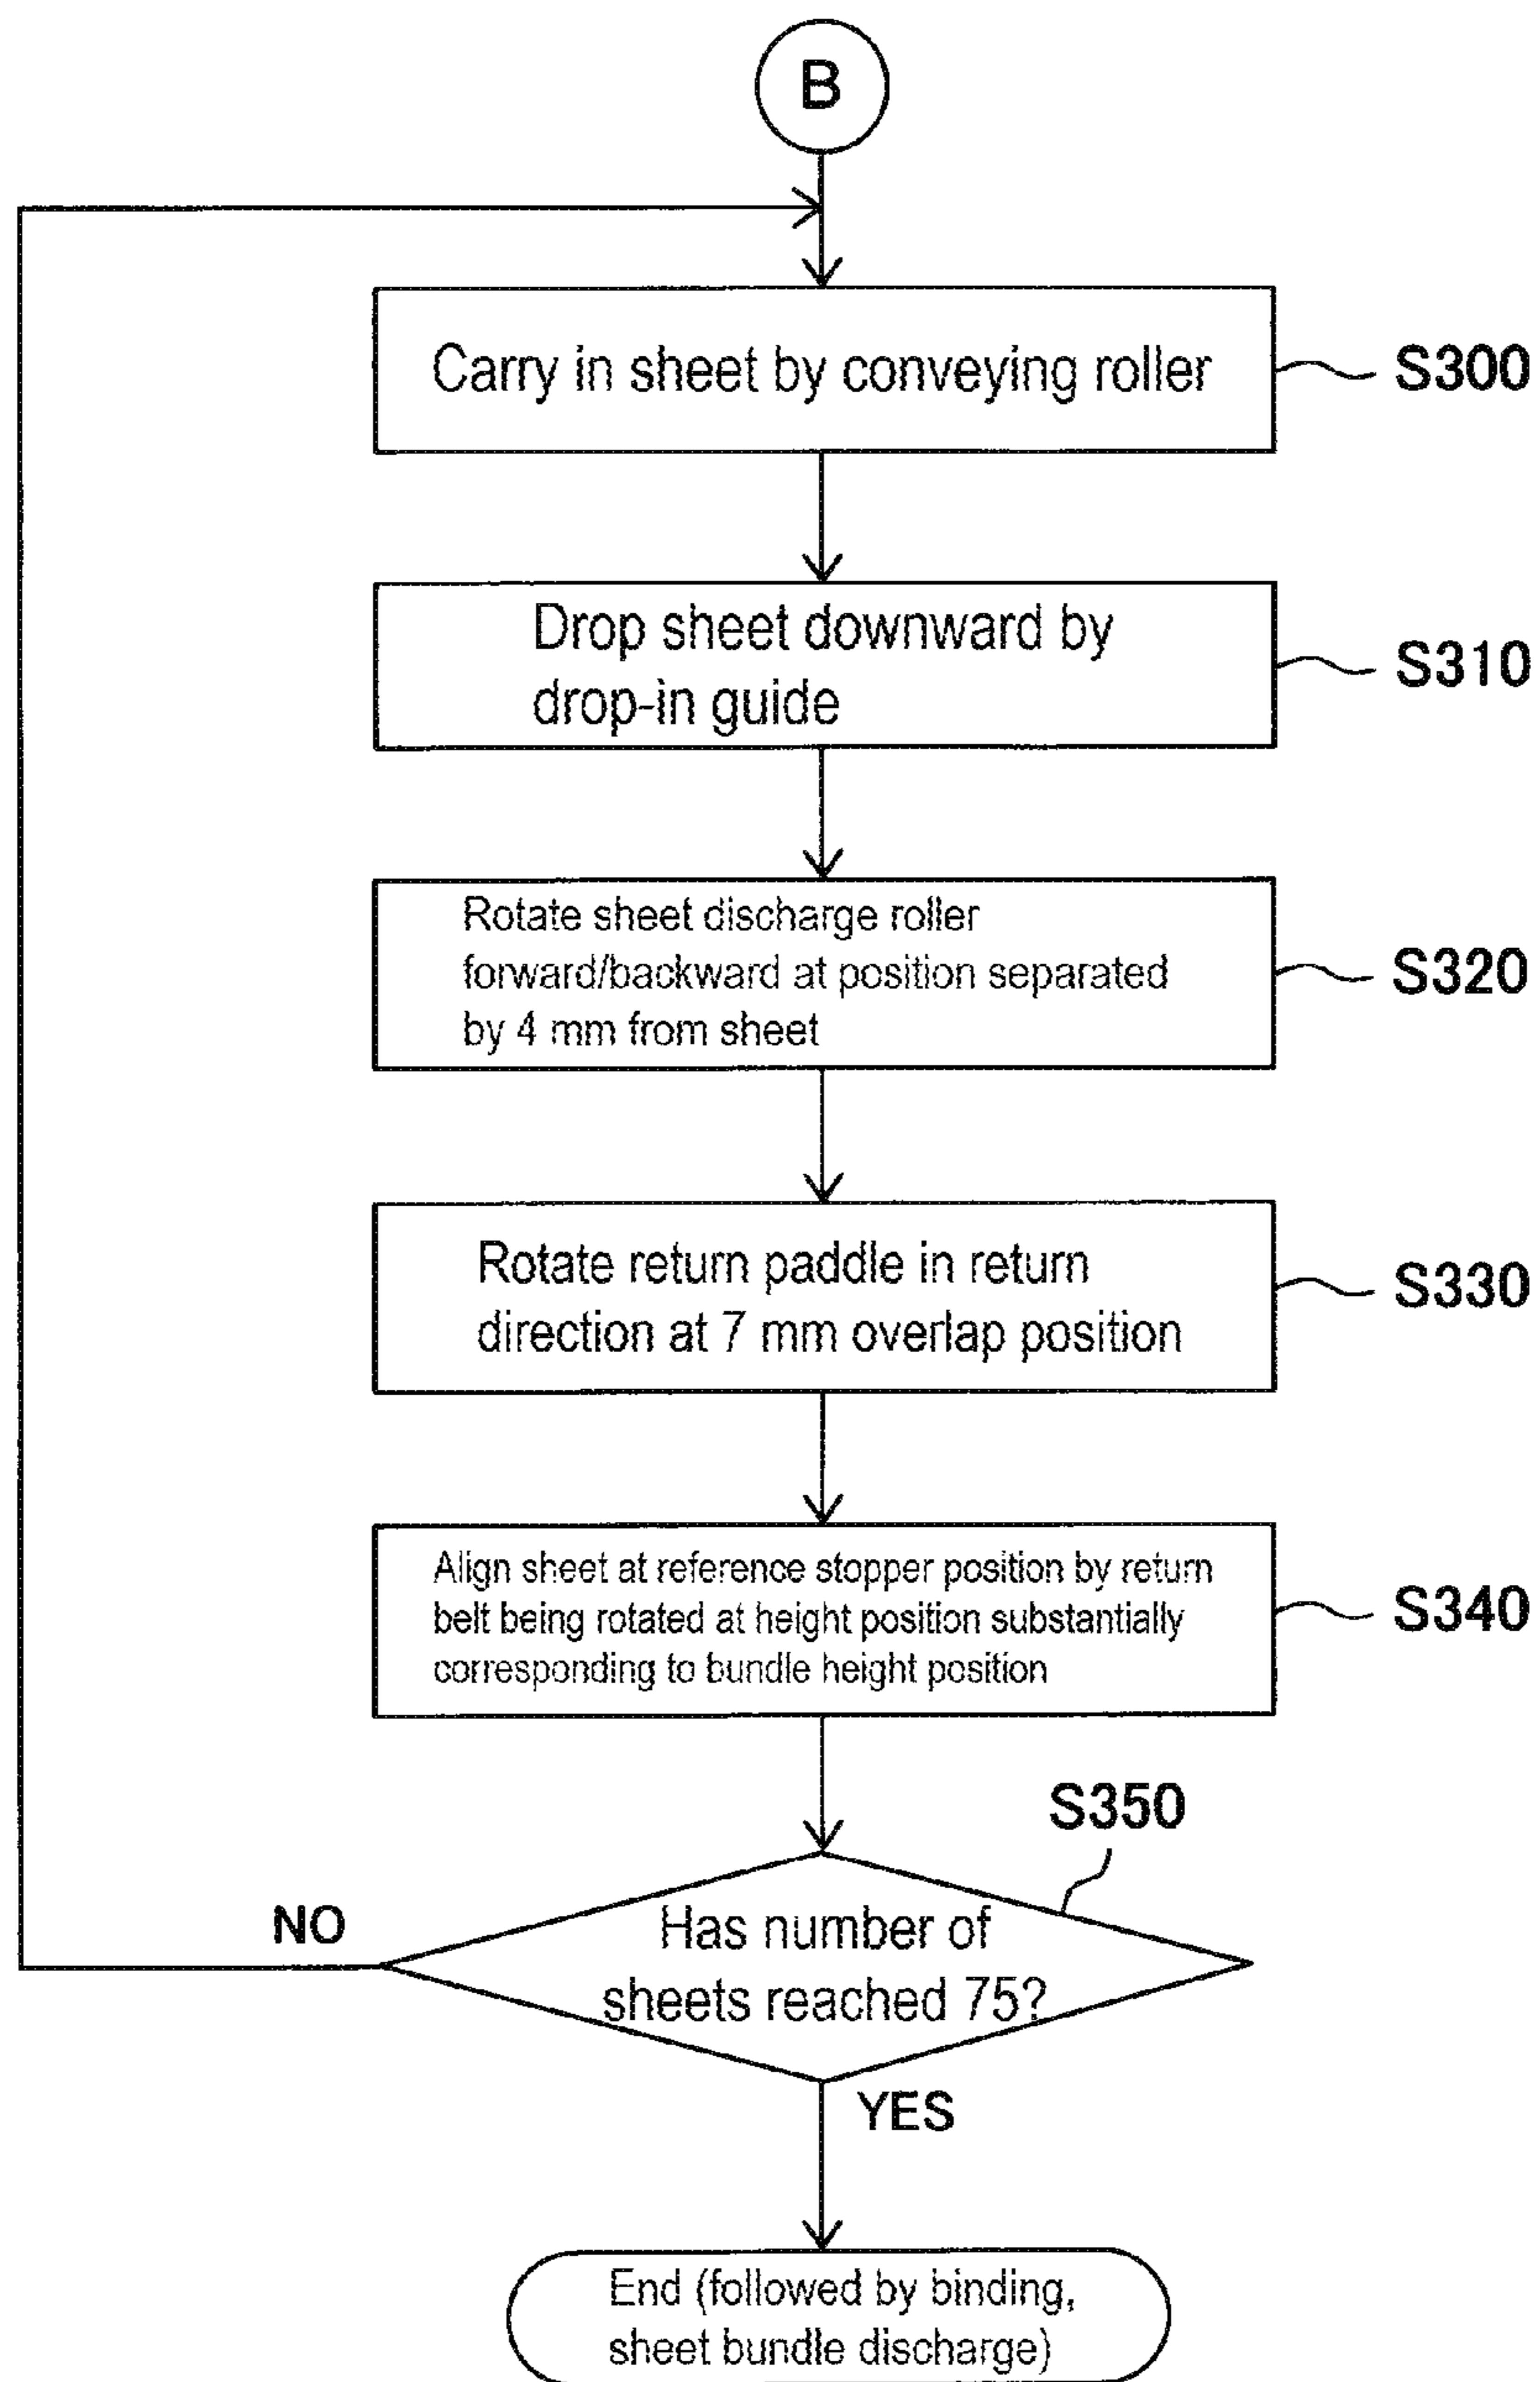 B
Carry in sheet by conveying roller
S300
Drop sheet downward by
drop-in guide
S310
Rotate sheet discharge roller
forward/backward at position separated
by 4 mm from sheet
S320
Rotate return paddle in return
direction at 7 mm overlap position
S330
Align sheet at reference stopper position by return
belt being rotated at height position substantially
corresponding to bundle height position
S340
S350
NO
Has number of
sheets reached 75?
YES
End (followed by binding,
sheet bundle discharge)